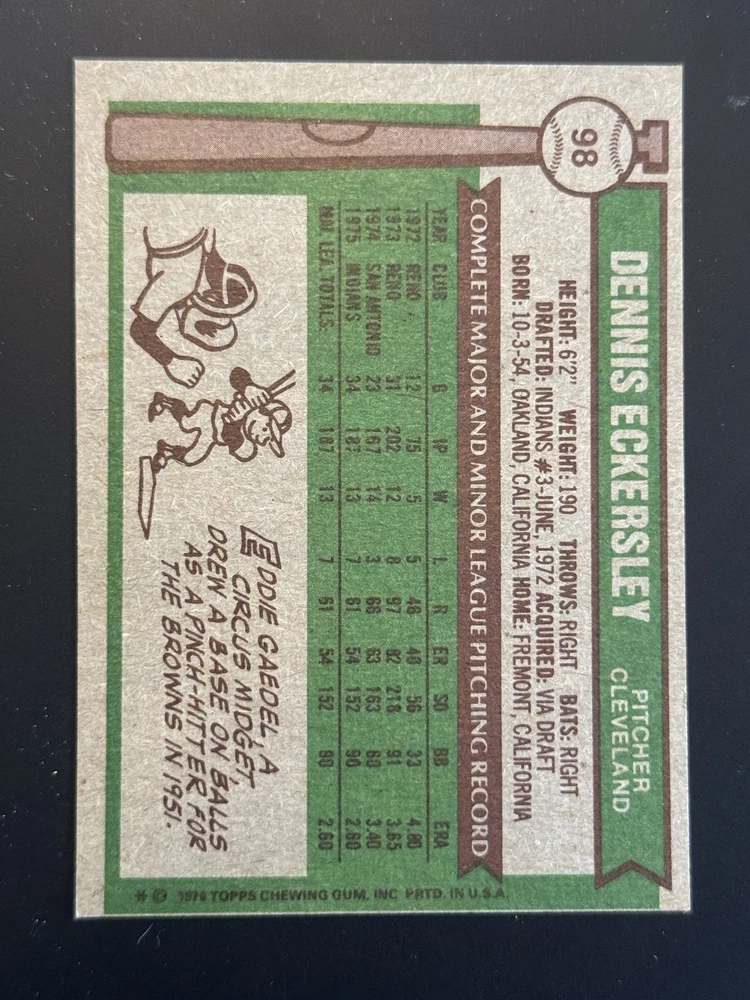 98
DENNIS ECKERSLEY
PITCHER
CLEVELAND
HEIGHT: 6'2" WEIGHT: 190 THROWS: RIGHT BATS: RIGHT
DRAFTED: INDIANS #3-JUNE, 1972 ACQUIRED: VIA DRAFT
BORN: 10-3-54, OAKLAND, CALIFORNIA HOME: FREMONT, CALIFORNIA
COMPLETE MAJOR AND MINOR LEAGUE PITCHING RECORD
YEAR CLUB G IP W L R ER SO BB ERA
1972 RENO 12 75 5 5 46 40 56 33 4.80
1973 RENO 31 202 12 8 97 82 218 91 3.65
1974 SAN ANTONIO 23 167 14 3 66 63 163 60 3.40
1975 INDIANS 34 187 13 7 61 54 152 90 2.60
MAJ. LEA. TOTALS 34 187 13 7 61 54 152 90 2.60
EDDIE GAEDEL, A
CIRCUS MIDGET,
DREW A BASE ON BALLS
AS A PINCH-HITTER FOR
THE BROWNS IN 1951.
* © 1976 TOPPS CHEWING GUM, INC PRTD. IN U.S.A.